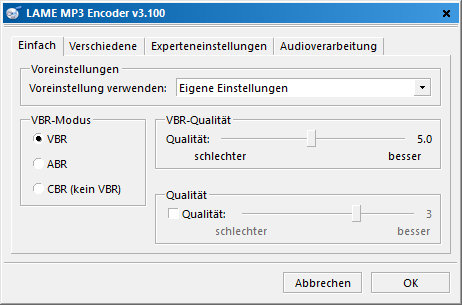 LAME MP3 Encoder v3.100
Einfach Verschiedene Experteneinstellungen Audioverarbeitung
Voreinstellungen
Voreinstellung verwenden: Eigene Einstellungen
VBR-Modus
VBR
ABR
CBR (kein VBR)
VBR-Qualität
Qualität: 5.0
schlechter besser
Qualität
Qualität: 3
schlechter besser
Abbrechen OK